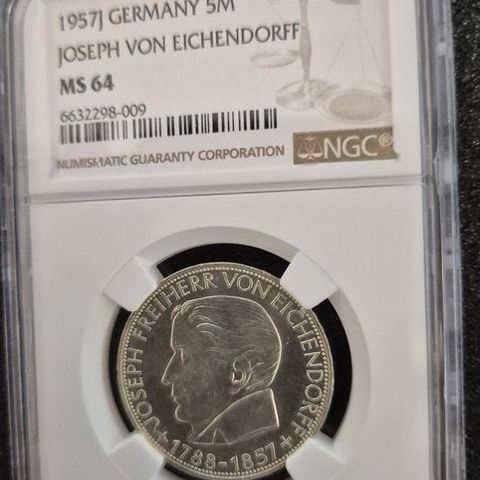 1957J GERMANY 5M
JOSEPH VON EICHENDORFF
MS 64
6632298-009
NUMISMATIC GUARANTY CORPORATION
NGC®
JOSEPH FREIHERR VON EICHENDORFF
+ 1788-1857 +